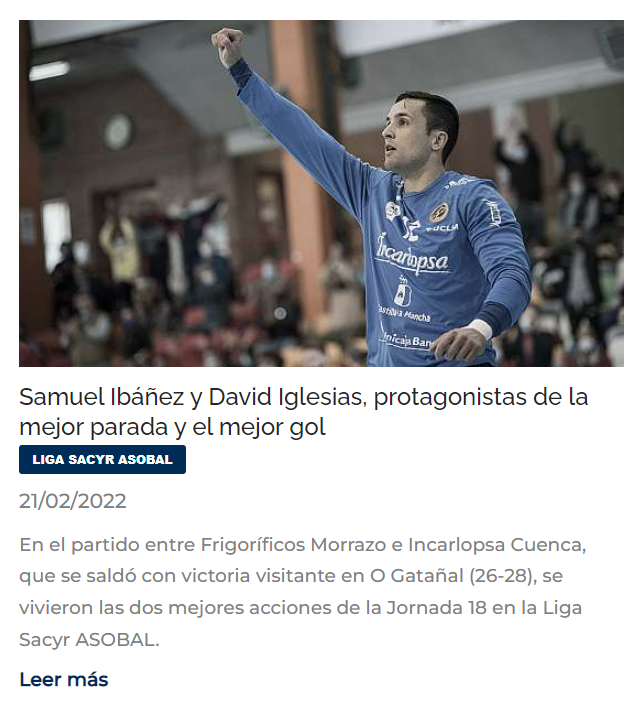 UCLM
Incarlopsa
Castilla-La Mancha
Unicaja Ban
Samuel Ibáñez y David Iglesias, protagonistas de la
mejor parada y el mejor gol
LIGA SACYR ASOBAL
21/02/2022
En el partido entre Frigoríficos Morrazo e Incarlopsa Cuenca,
que se saldó con victoria visitante en O Gatañal (26-28), se
vivieron las dos mejores acciones de la Jornada 18 en la Liga
Sacyr ASOBAL.
Leer más